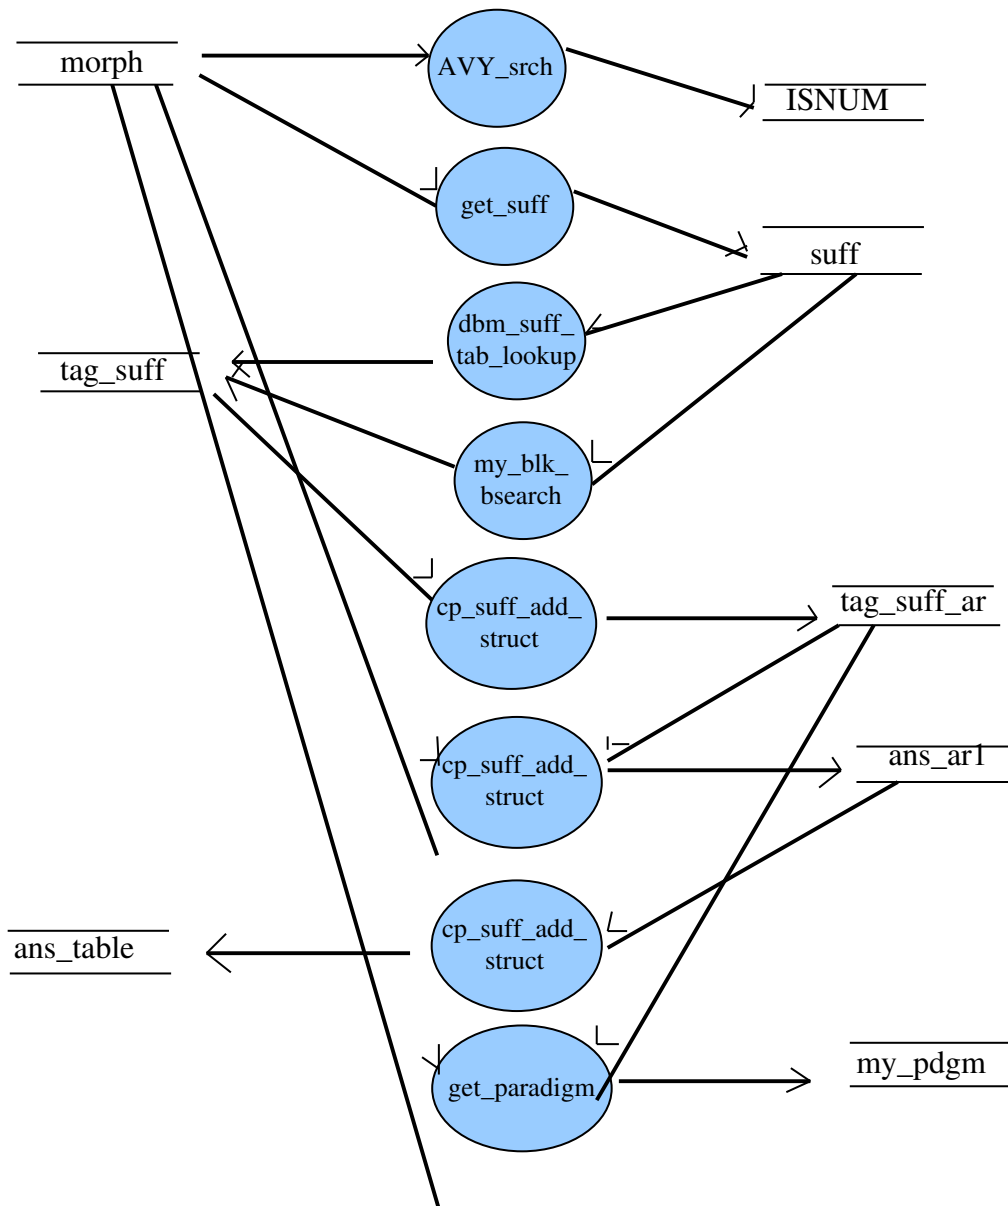 morph
AVY_srch
ISNUM
get_suff
suff
dbm_suff_
tab_lookup
tag_suff
my_blk_
bsearch
cp_suff_add_
struct
tag_suff_ar
cp_suff_add_
struct
ans_ar1
cp_suff_add_
struct
ans_table
get_paradigm
my_pdgm